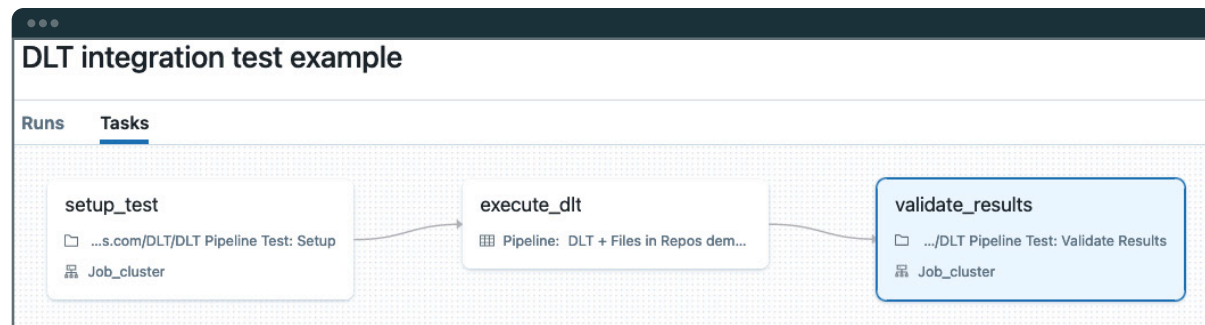 DLT integration test example
Runs Tasks
setup_test
...s.com/DLT/DLT Pipeline Test: Setup
Job_cluster
execute_dlt
Pipeline: DLT + Files in Repos dem...
validate_results
.../DLT Pipeline Test: Validate Results
Job_cluster